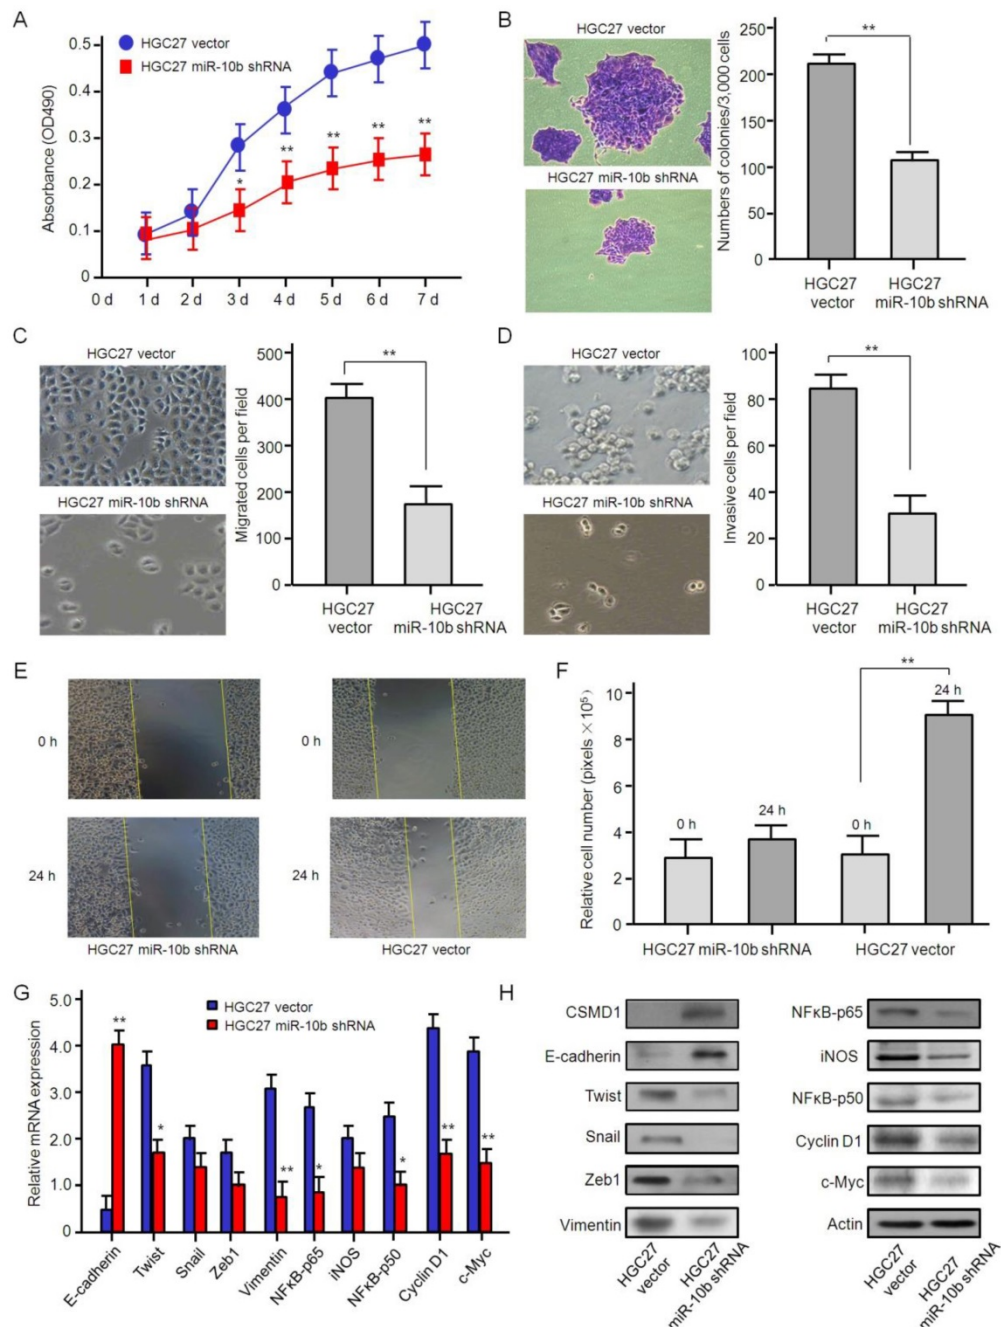 A
HGC27 vector
HGC27 miR-10b shRNA
Absorbance (OD490)
0.5
0.4
0.3
0.2
0.1
0
**
**
**
**
*
0 d 1 d 2 d 3 d 4 d 5 d 6 d 7 d
B
HGC27 vector
HGC27 miR-10b shRNA
Numbers of colonies/3,000 cells
250
200
150
100
50
0
**
HGC27 vector
HGC27 miR-10b shRNA
C
HGC27 vector
HGC27 miR-10b shRNA
Migrated cells per field
500
400
400
200
100
0
**
HGC27 vector
HGC27 miR-10b shRNA
D
HGC27 vector
HGC27 miR-10b shRNA
Invasive cells per field
100
80
60
40
20
0
**
HGC27 vector
HGC27 miR-10b shRNA
E
0 h
0 h
24 h
24 h
HGC27 miR-10b shRNA
HGC27 vector
F
Relative cell number (pixels ×10⁵)
10
8
6
4
2
0
0 h
24 h
0 h
24 h
**
HGC27 miR-10b shRNA
HGC27 vector
G
HGC27 vector
HGC27 miR-10b shRNA
Relative mRNA expression
5.0
4.0
3.0
2.0
1.0
0
**
*
**
*
*
**
**
E-cadherin
Twist
Snail
Zeb1
Vimentin
NFκB-p65
iNOS
NFκB-p50
Cyclin D1
c-Myc
H
CSMD1
E-cadherin
Twist
Snail
Zeb1
Vimentin
HGC27 vector
HGC27 miR-10b shRNA
NFκB-p65
iNOS
NFκB-p50
Cyclin D1
c-Myc
Actin
HGC27 vector
HGC27 miR-10b shRNA